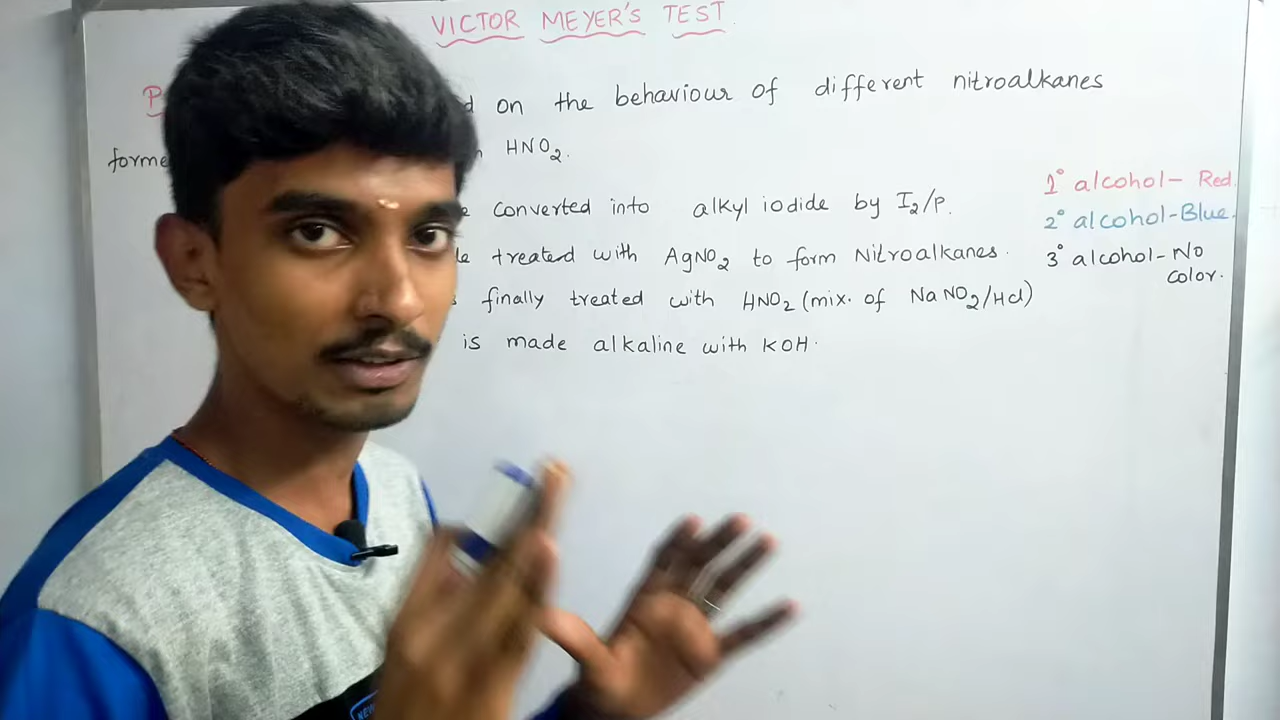 VICTOR MEYER'S TEST
P
on the behaviour of different nitroalkanes
forme HNO2.
converted into alkyl iodide by I2/P.
treated with AgNO2 to form Nitroalkanes.
finally treated with HNO2 (mix. of NaNO2/HCl)
is made alkaline with KOH.
1° alcohol- Red.
2° alcohol-Blue.
3° alcohol- No
color.
NEW